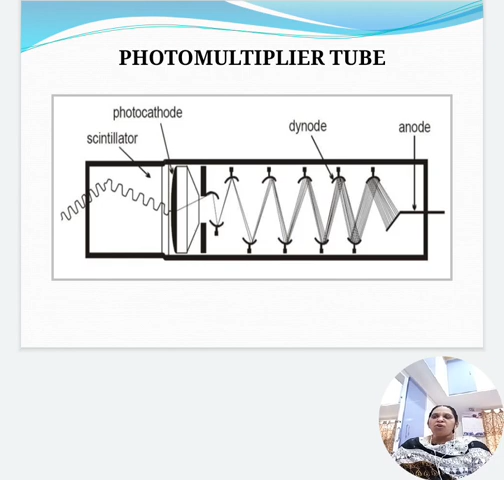 PHOTOMULTIPLIER TUBE
photocathode
scintillator
dynode
anode